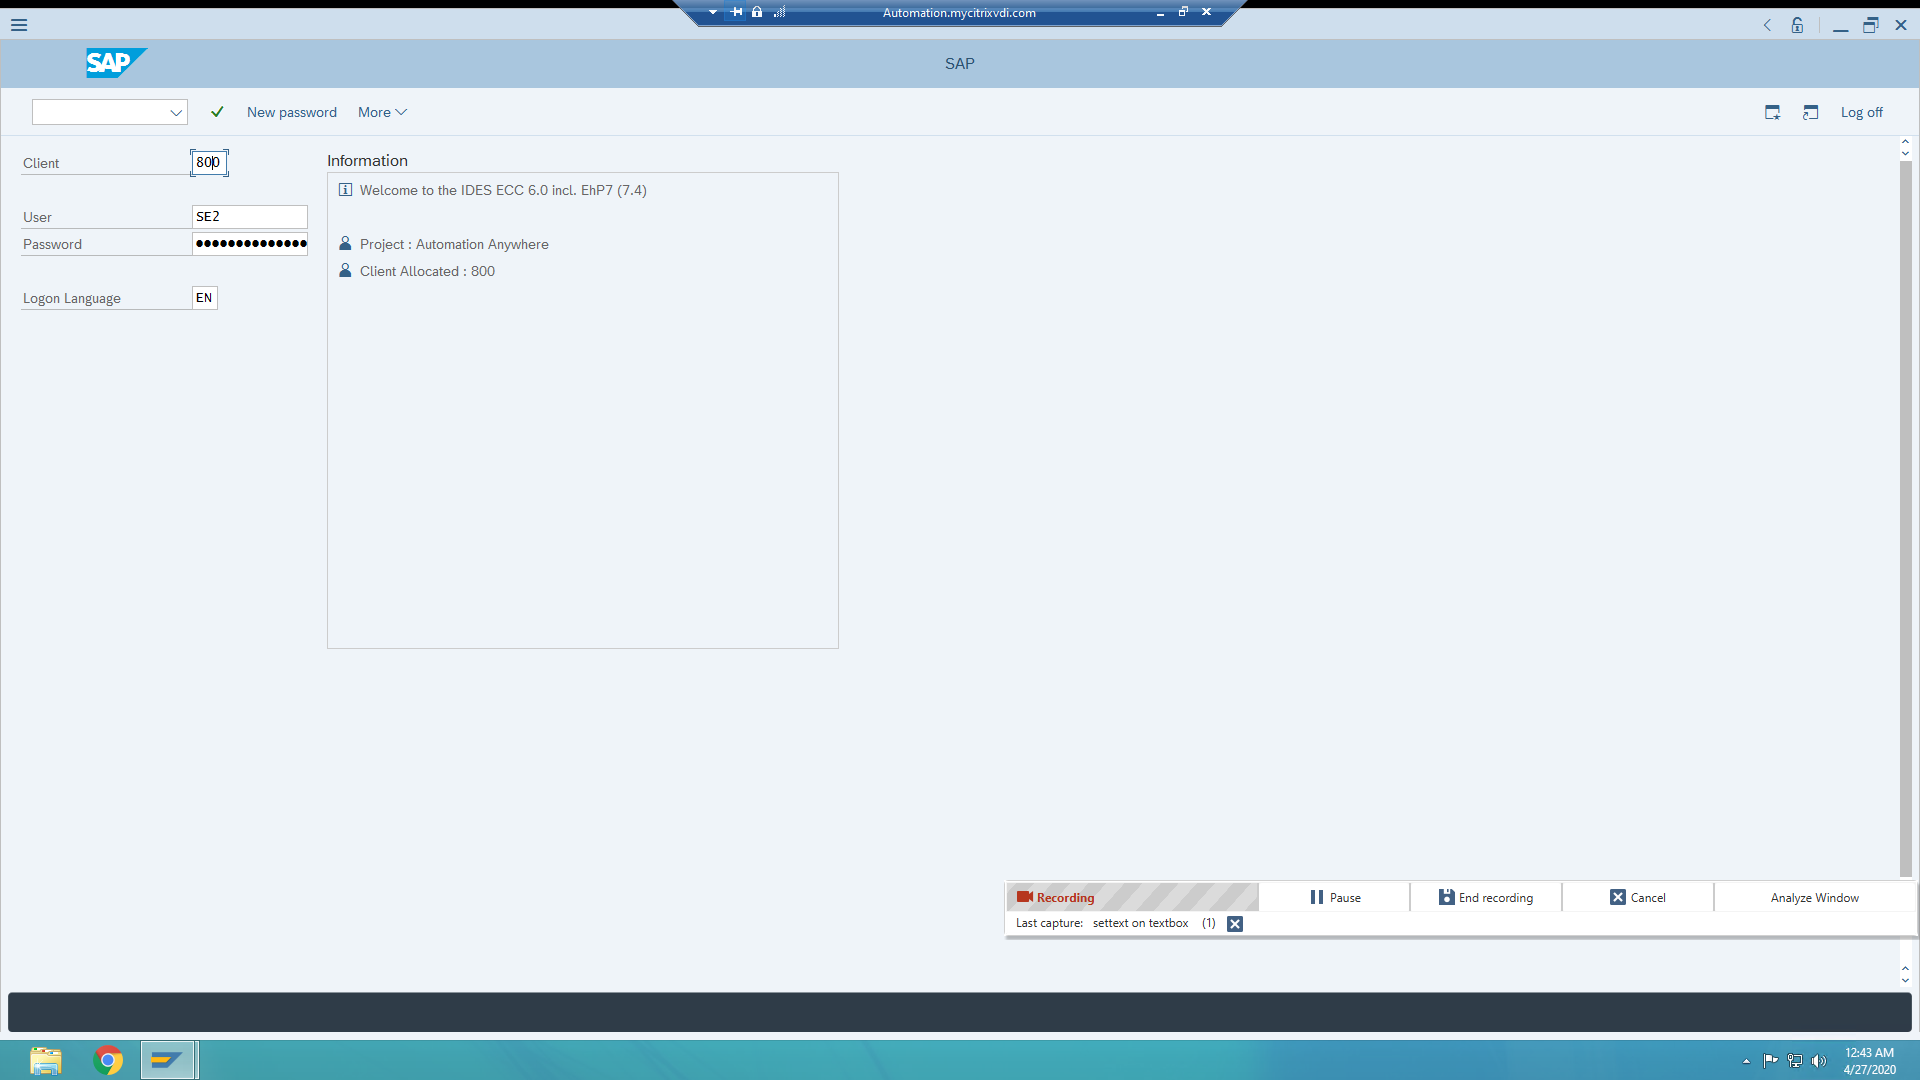 Automation.mycitrixvdi.com
SAP
SAP
New password More Log off
Client 800
User SE2
Password ●●●●●●●●●●●●●●
Logon Language EN
Information
Welcome to the IDES ECC 6.0 incl. EhP7 (7.4)
Project : Automation Anywhere
Client Allocated : 800
Recording Pause End recording Cancel Analyze Window
Last capture: settext on textbox (1)
12:43 AM
4/27/2020